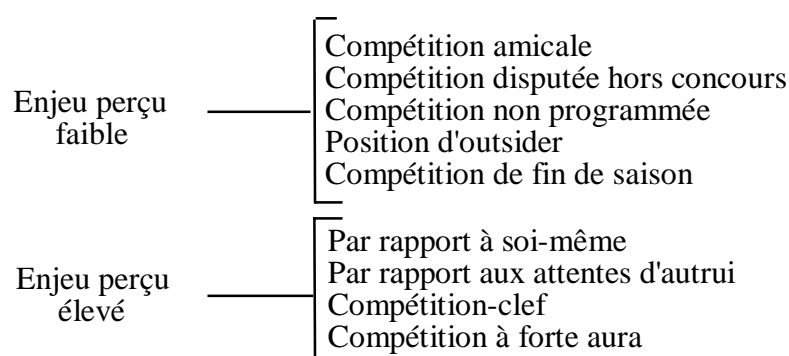 Enjeu perçu
faible
Compétition amicale
Compétition disputée hors concours
Compétition non programmée
Position d'outsider
Compétition de fin de saison
Enjeu perçu
élevé
Par rapport à soi-même
Par rapport aux attentes d'autrui
Compétition-clef
Compétition à forte aura